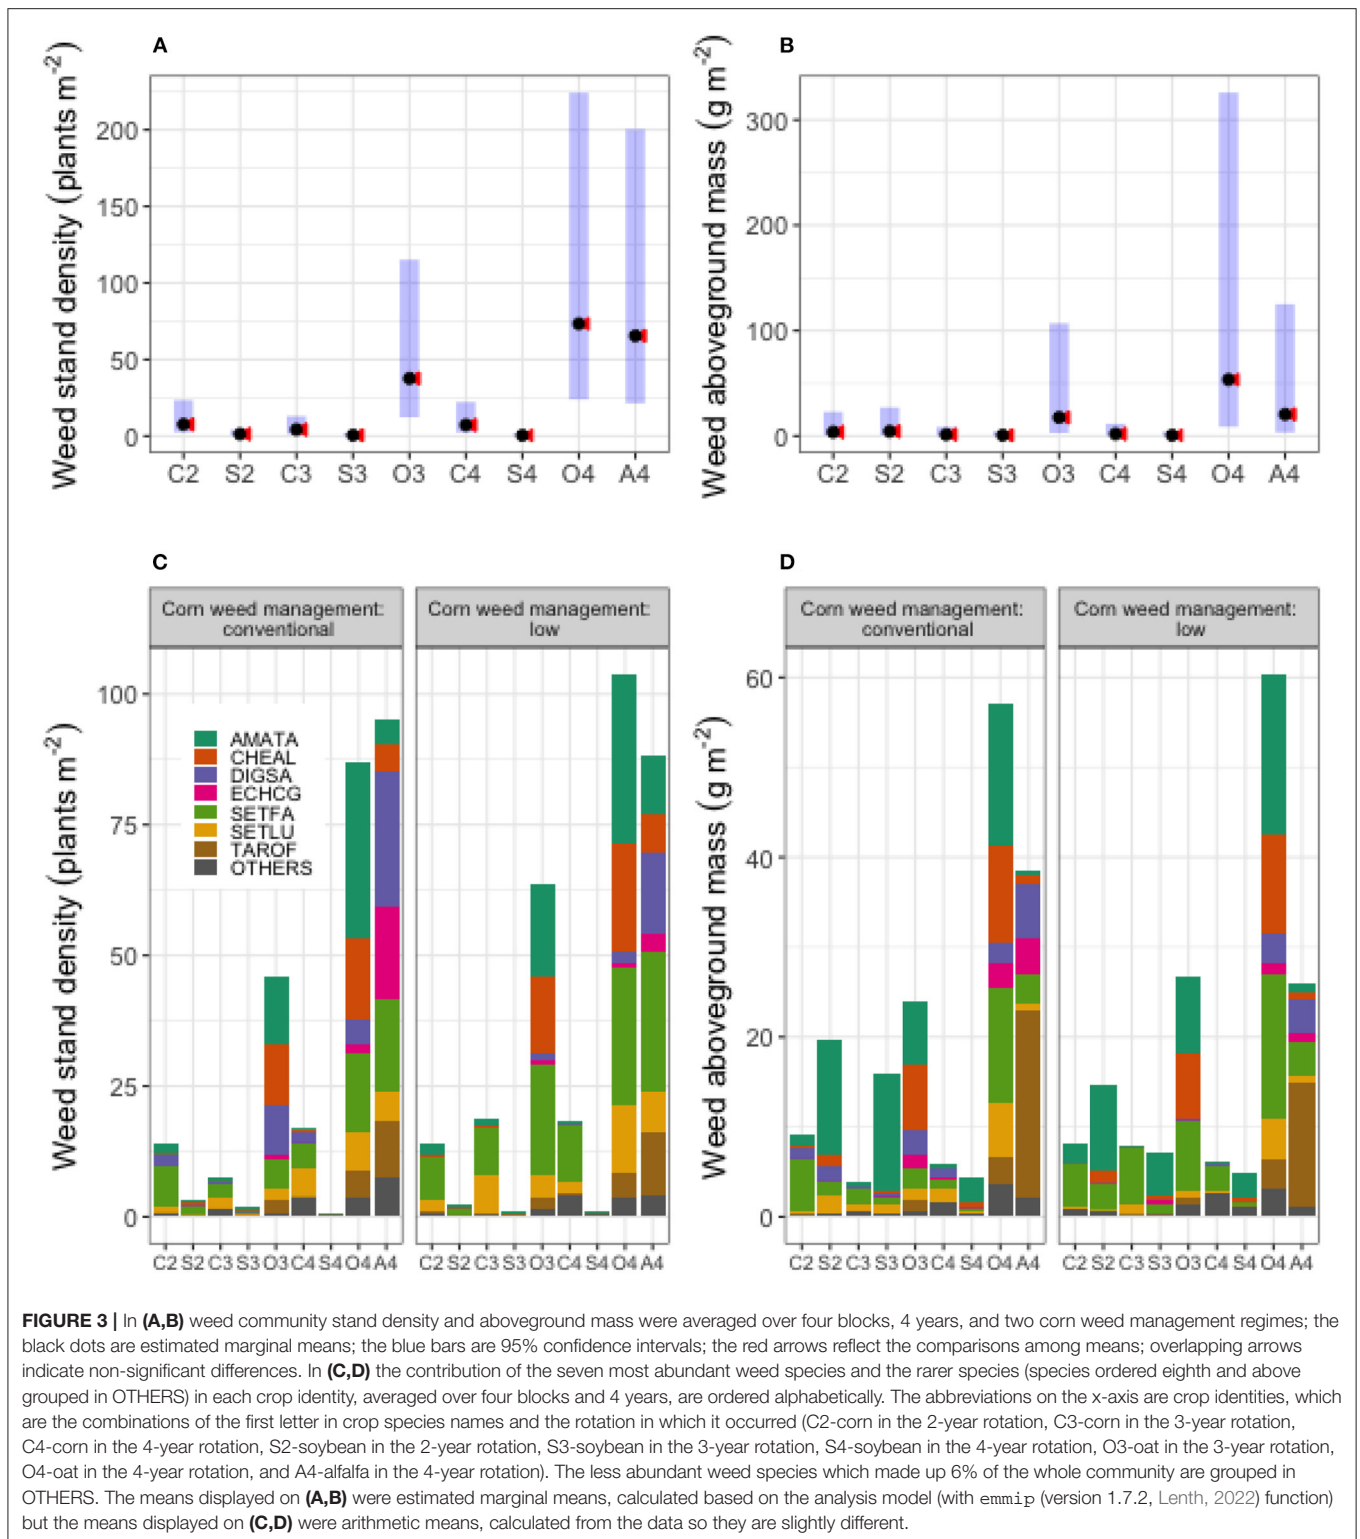 A
Weed stand density (plants m-2)
200
150
100
50
0
C2 S2 C3 S3 O3 C4 S4 O4 A4
B
Weed aboveground mass (g m-2)
300
200
100
0
C2 S2 C3 S3 O3 C4 S4 O4 A4
C
Corn weed management:
conventional
Corn weed management:
low
Weed stand density (plants m-2)
100
75
50
25
0
AMATA
CHEAL
DIGSA
ECHCG
SETFA
SETLU
TAROF
OTHERS
C2 S2 C3 S3 O3 C4 S4 O4 A4
C2 S2 C3 S3 O3 C4 S4 O4 A4
D
Corn weed management:
conventional
Corn weed management:
low
Weed aboveground mass (g m-2)
60
40
20
0
C2 S2 C3 S3 O3 C4 S4 O4 A4
C2 S2 C3 S3 O3 C4 S4 O4 A4
FIGURE 3 | In (A,B) weed community stand density and aboveground mass were averaged over four blocks, 4 years, and two corn weed management regimes; the
black dots are estimated marginal means; the blue bars are 95% confidence intervals; the red arrows reflect the comparisons among means; overlapping arrows
indicate non-significant differences. In (C,D) the contribution of the seven most abundant weed species and the rarer species (species ordered eighth and above
grouped in OTHERS) in each crop identity, averaged over four blocks and 4 years, are ordered alphabetically. The abbreviations on the x-axis are crop identities, which
are the combinations of the first letter in crop species names and the rotation in which it occurred (C2-corn in the 2-year rotation, C3-corn in the 3-year rotation,
C4-corn in the 4-year rotation, S2-soybean in the 2-year rotation, S3-soybean in the 3-year rotation, S4-soybean in the 4-year rotation, O3-oat in the 3-year rotation,
O4-oat in the 4-year rotation, and A4-alfalfa in the 4-year rotation). The less abundant weed species which made up 6% of the whole community are grouped in
OTHERS. The means displayed on (A,B) were estimated marginal means, calculated based on the analysis model (with emmip (version 1.7.2, Lenth, 2022) function)
but the means displayed on (C,D) were arithmetic means, calculated from the data so they are slightly different.